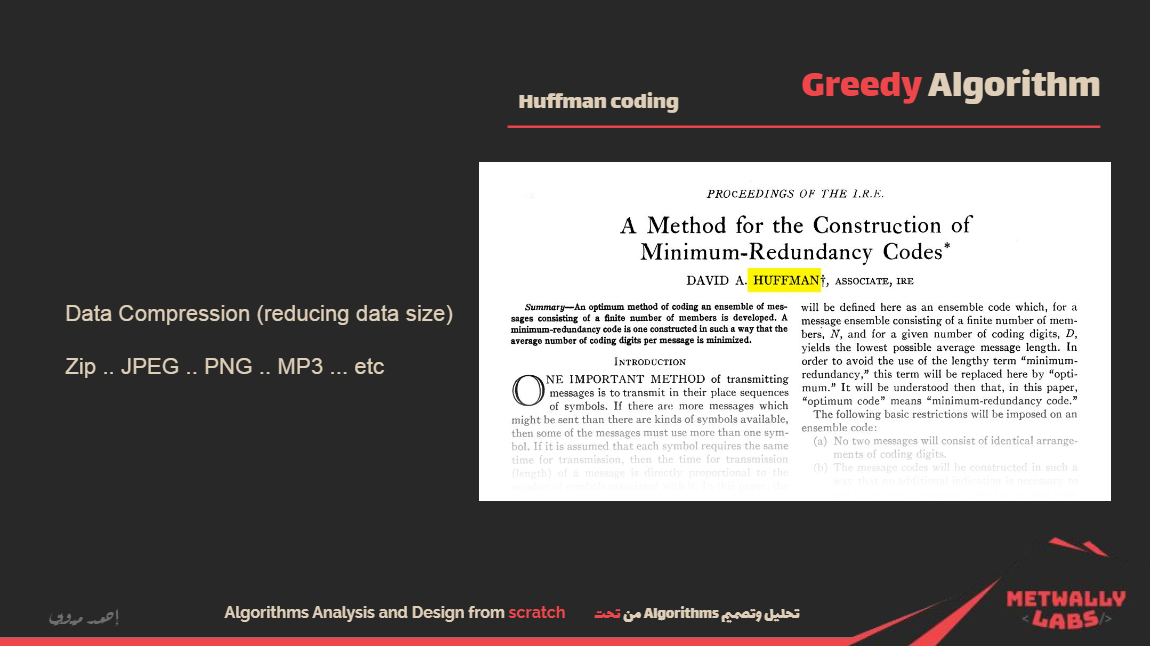 Greedy Algorithm
Huffman coding
Data Compression (reducing data size)
Zip .. JPEG .. PNG .. MP3 ... etc
PROCEEDINGS OF THE I.R.E.
A Method for the Construction of
Minimum-Redundancy Codes*
DAVID A. HUFFMAN†, ASSOCIATE, IRE
Summary—An optimum method of coding an ensemble of mes-
sages consisting of a finite number of members is developed. A
minimum-redundancy code is one constructed in such a way that the
average number of coding digits per message is minimized.
INTRODUCTION
ONE IMPORTANT METHOD of transmitting
messages is to transmit in their place sequences
of symbols. If there are more messages which
might be sent than there are kinds of symbols available,
then some of the messages must use more than one sym-
bol. If it is assumed that each symbol requires the same
time for transmission, then the time for transmission
(length) of a message is directly proportional to the
will be defined here as an ensemble code which, for a
message ensemble consisting of a finite number of mem-
bers, N, and for a given number of coding digits, D,
yields the lowest possible average message length. In
order to avoid the use of the lengthy term “minimum-
redundancy,” this term will be replaced here by “opti-
mum.” It will be understood then that, in this paper,
“optimum code” means “minimum-redundancy code.”
The following basic restrictions will be imposed on an
ensemble code:
(a) No two messages will consist of identical arrange-
ments of coding digits.
(b) The message codes will be constructed in such a
way that no additional indication is necessary to
Algorithms Analysis and Design from scratch
تحليل وتصميم Algorithms من تحت
METWALLY
<LABS/>